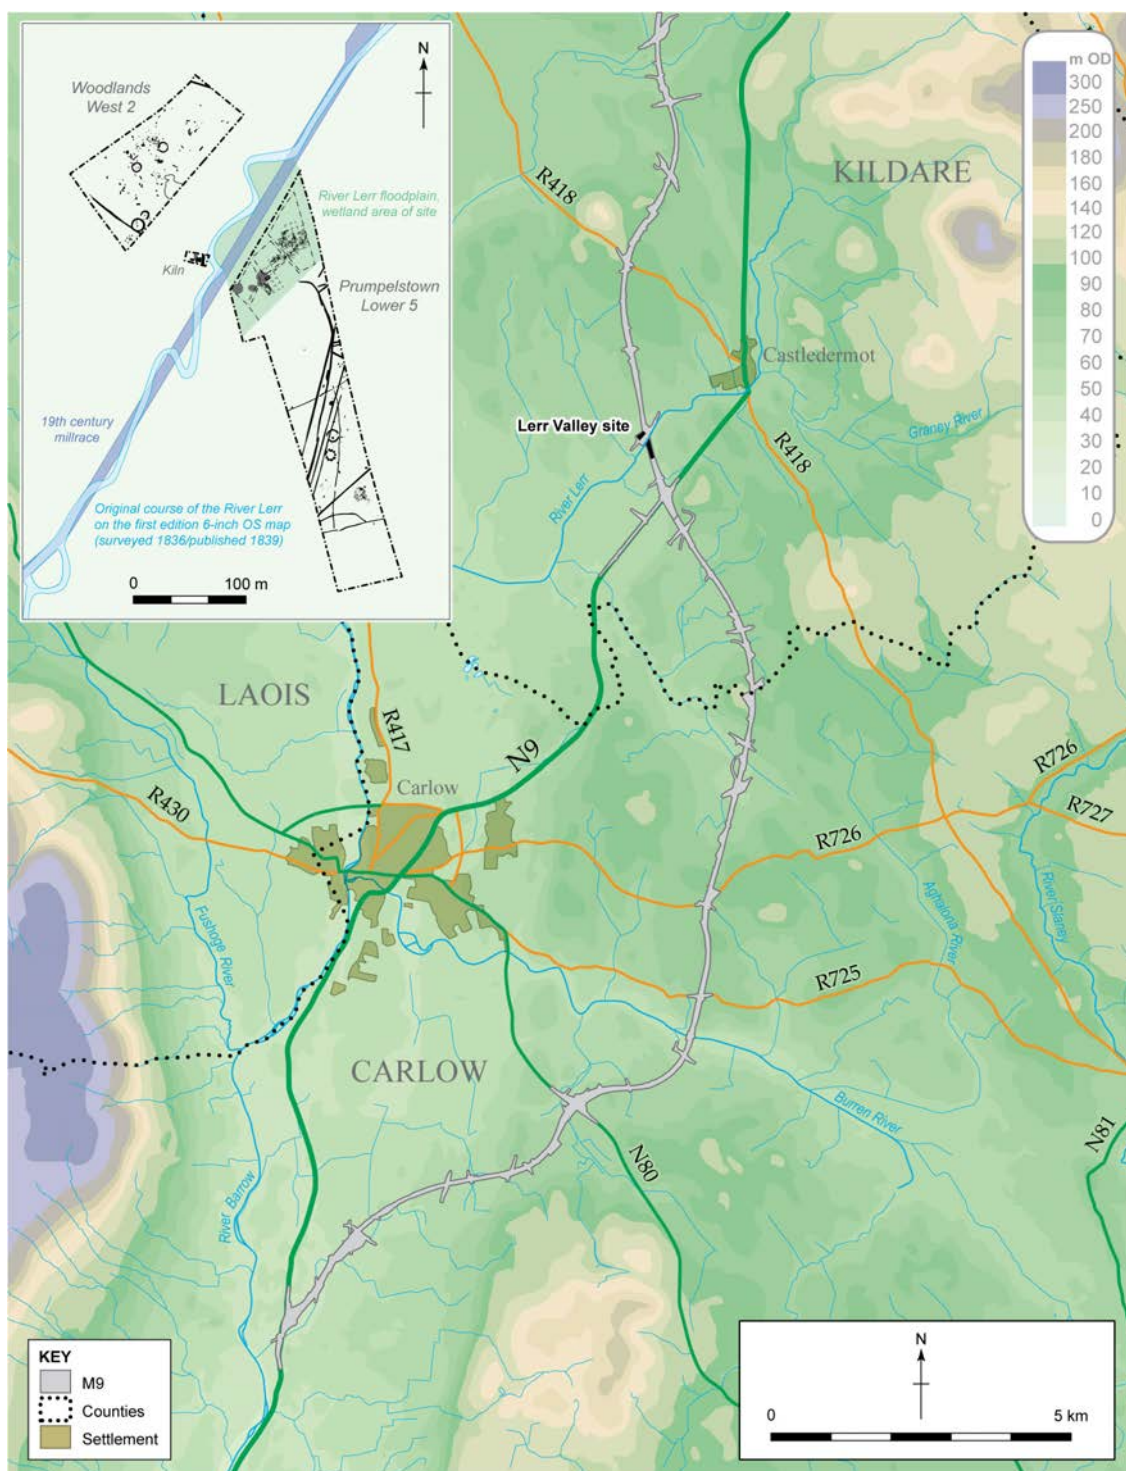 Woodlands
West 2
N
River Lerr floodplain,
wetland area of site
Kiln
Prumpelstown
Lower 5
19th century
millrace
Original course of the River Lerr
on the first edition 6-inch OS map
(surveyed 1836/published 1839)
0 100 m
m OD
300
250
200
180
160
140
120
100
90
80
70
60
50
40
30
20
10
0
KILDARE
R418
Castledermot
Lerr Valley site
R418
Graney River
River Lerr
LAOIS
R417
N9
Carlow
R430
R726
R727
R726
Fushoge River
Aghalona River
River Slaney
R725
CARLOW
Burren River
N81
N80
River Barrow
KEY
M9
Counties
Settlement
N
0 5 km